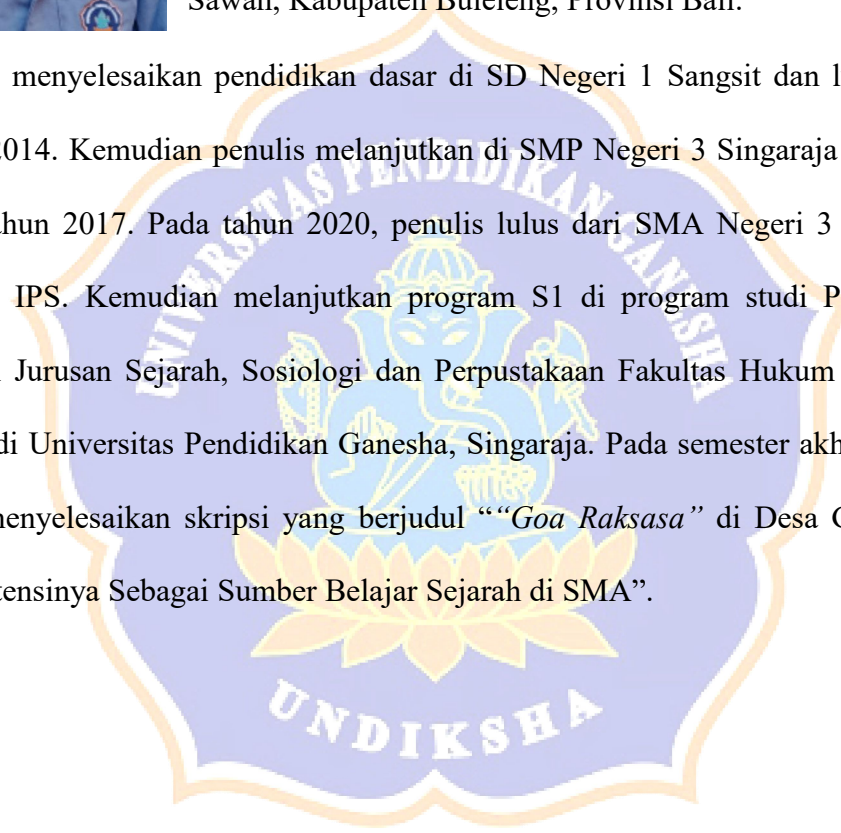 Sawan, Kabupaten Buleleng, Provinsi Bali.
menyelesaikan pendidikan dasar di SD Negeri 1 Sangsit dan
2014. Kemudian penulis melanjutkan di SMP Negeri 3 Singaraja
2017. Pada tahun 2020, penulis lulus dari SMA Negeri 3
IPS. Kemudian melanjutkan program S1 di program studi
Jurusan Sejarah, Sosiologi dan Perpustakaan Fakultas Hukum
di Universitas Pendidikan Ganesha, Singaraja. Pada semester
menyelesaikan skripsi yang berjudul ““Goa Raksasa” di Desa
Sebagai Sumber Belajar Sejarah di SMA”.
UNIVERSITAS PENDIDIKAN GANESHA
UNDIKSHA